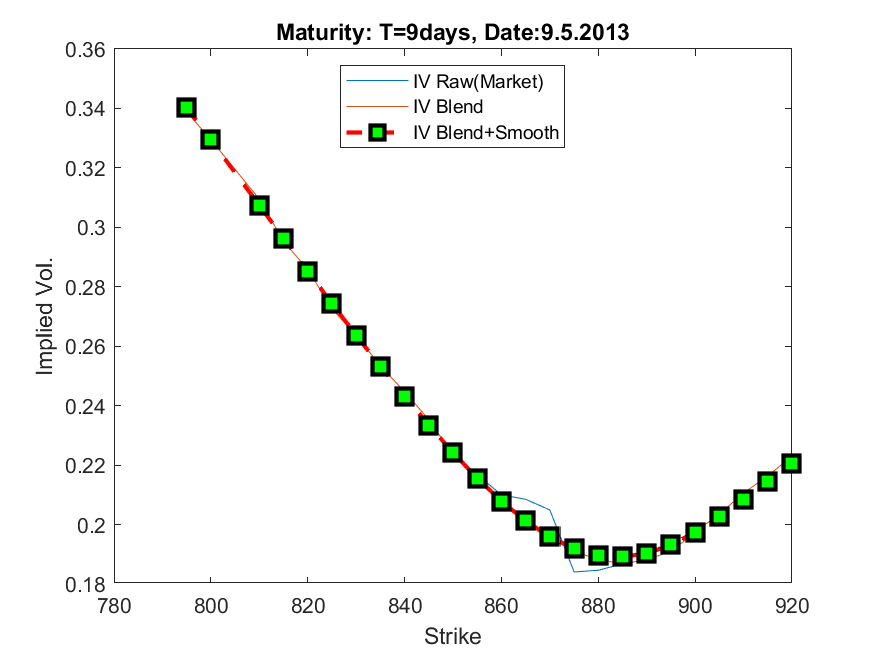 Maturity: T=9days, Date:9.5.2013
0.36
0.34
0.32
0.3
0.28
0.26
0.24
0.22
0.2
0.18
Implied Vol.
IV Raw(Market)
IV Blend
IV Blend+Smooth
780 800 820 840 860 880 900 920
Strike